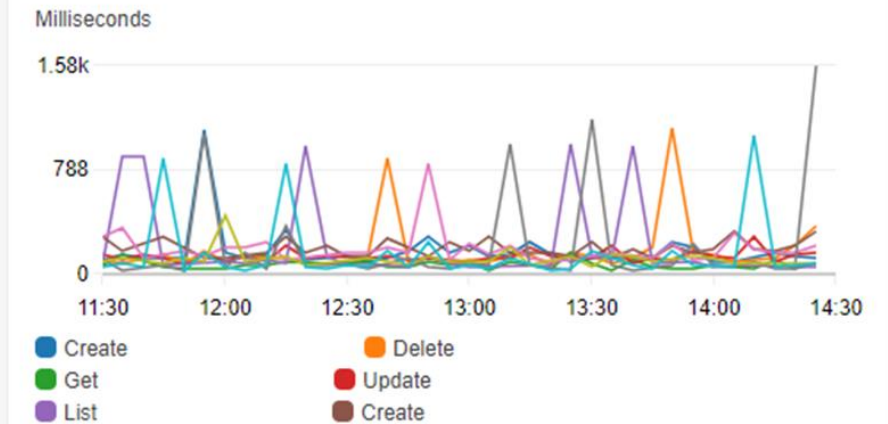 Milliseconds
1.58k
788
0
11:30 12:00 12:30 13:00 13:30 14:00 14:30
Create Delete
Get Update
List Create